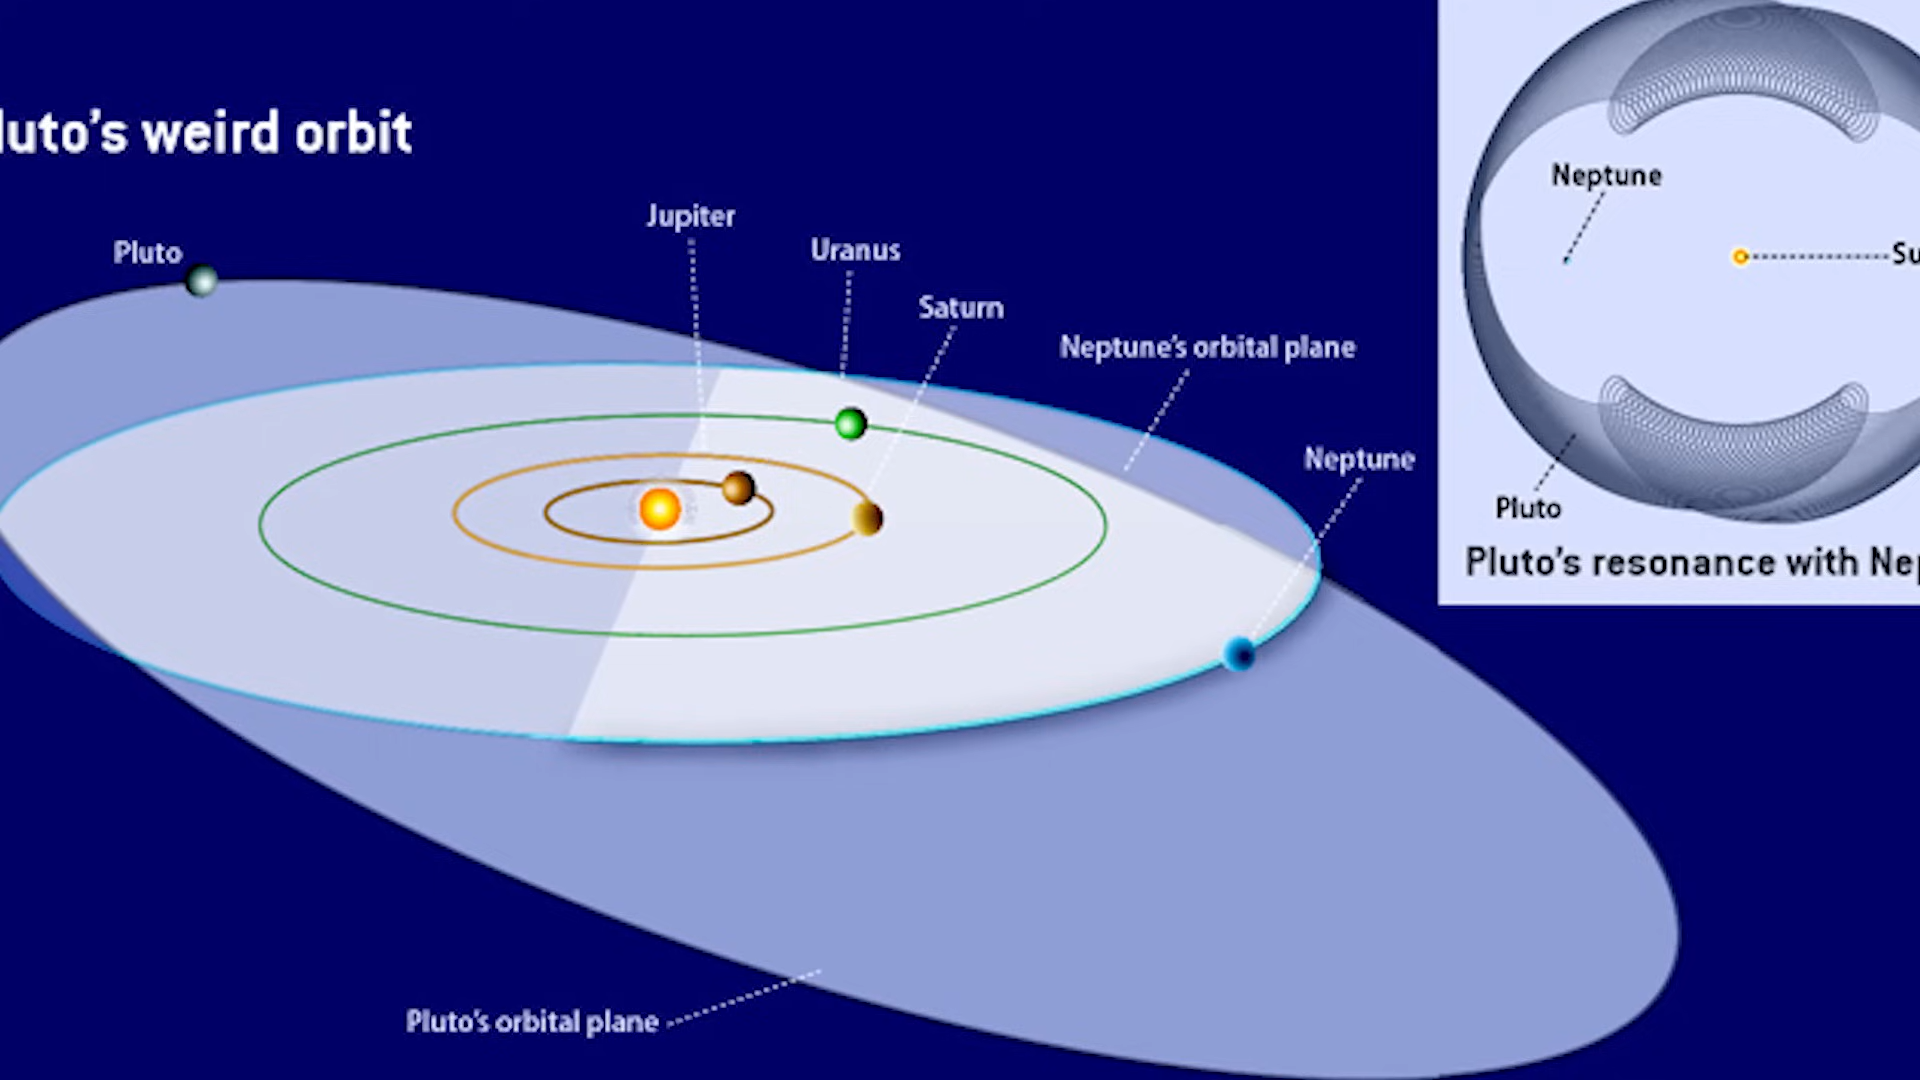 luto's weird orbit
Pluto
Jupiter
Uranus
Saturn
Neptune's orbital plane
Neptune
Pluto's orbital plane
Neptune
Su
Pluto
Pluto's resonance with Nep